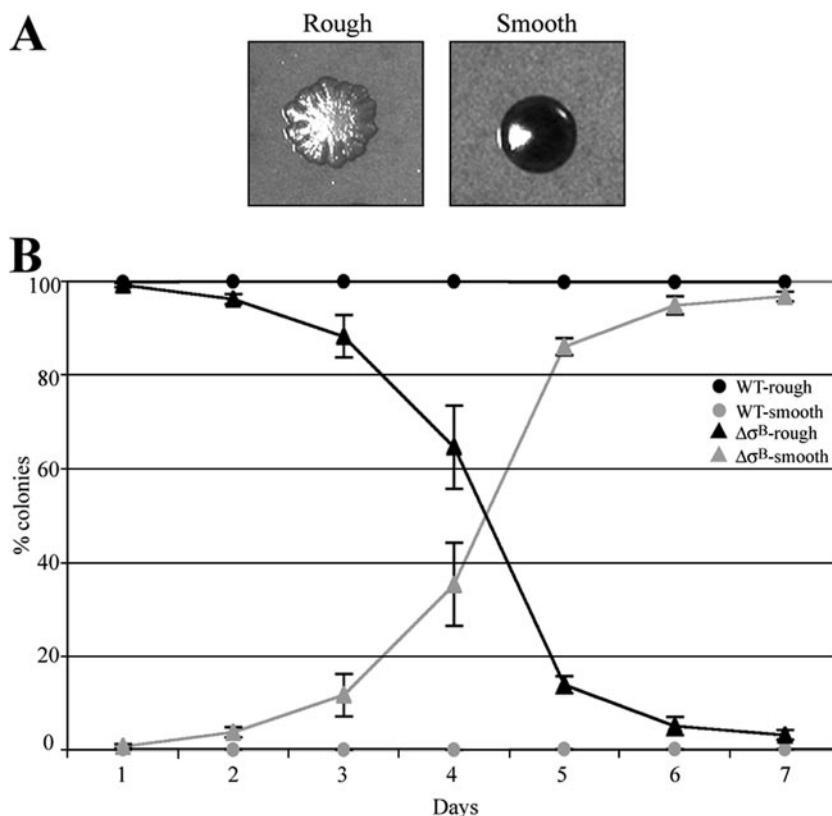 A
Rough
Smooth
B
100
80
60
40
20
0
% colonies
WT-rough
WT-smooth
Δσᴮ-rough
Δσᴮ-smooth
1 2 3 4 5 6 7
Days